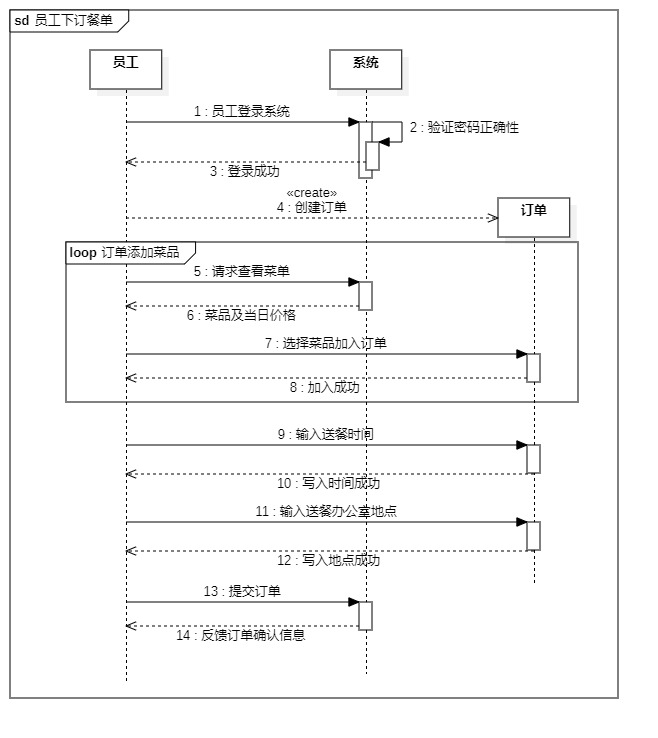 sd 员工下订餐单
员工
系统
1 : 员工登录系统
2 : 验证密码正确性
3 : 登录成功
«create»
4 : 创建订单
订单
loop 订单添加菜品
5 : 请求查看菜单
6 : 菜品及当日价格
7 : 选择菜品加入订单
8 : 加入成功
9 : 输入送餐时间
10 : 写入时间成功
11 : 输入送餐办公室地点
12 : 写入地点成功
13 : 提交订单
14 : 反馈订单确认信息